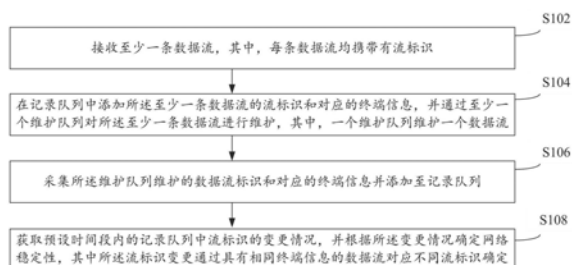 S102
接收至少一条数据流，其中，每条数据流均携带有流标识
S104
在记录队列中添加所述至少一条数据流的流标识和对应的终端信息，并通过至少一
个维护队列对所述至少一条数据流进行维护，其中，一个维护队列维护一个数据流
S106
采集所述维护队列维护的数据流标识和对应的终端信息并添加至记录队列
S108
获取预设时间段内的记录队列中流标识的变更情况，并根据所述变更情况确定网络
稳定性，其中所述流标识变更通过具有相同终端信息的数据流对应不同流标识确定